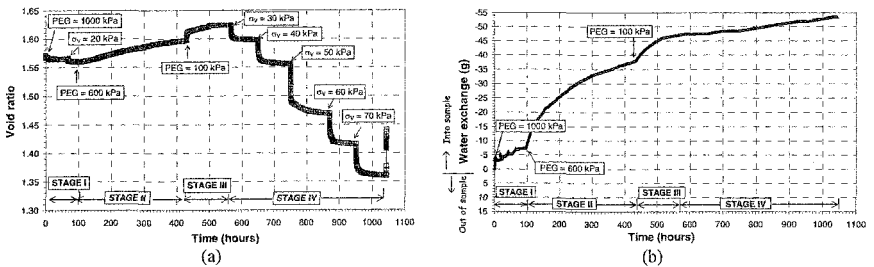 1.65
1.60
1.55
1.50
1.45
1.40
1.35
1.30
Void ratio
PEG = 1000 kPa
σv = 20 kPa
PEG = 600 kPa
PEG = 100 kPa
σv = 30 kPa
σv = 40 kPa
σv = 50 kPa
σv = 60 kPa
σv = 70 kPa
STAGE I
STAGE II
STAGE III
STAGE IV
0 100 200 300 400 500 600 700 800 900 1000 1100
Time (hours)
(a)
-55
-50
-45
-40
-35
-30
-25
-20
-15
-10
-5
0
5
10
15
Out of sample
Into sample
Water exchange (g)
PEG = 100 kPa
PEG = 1000 kPa
PEG = 600 kPa
STAGE I
STAGE II
STAGE III
STAGE IV
0 100 200 300 400 500 600 700 800 900 1000 1100
Time (hours)
(b)